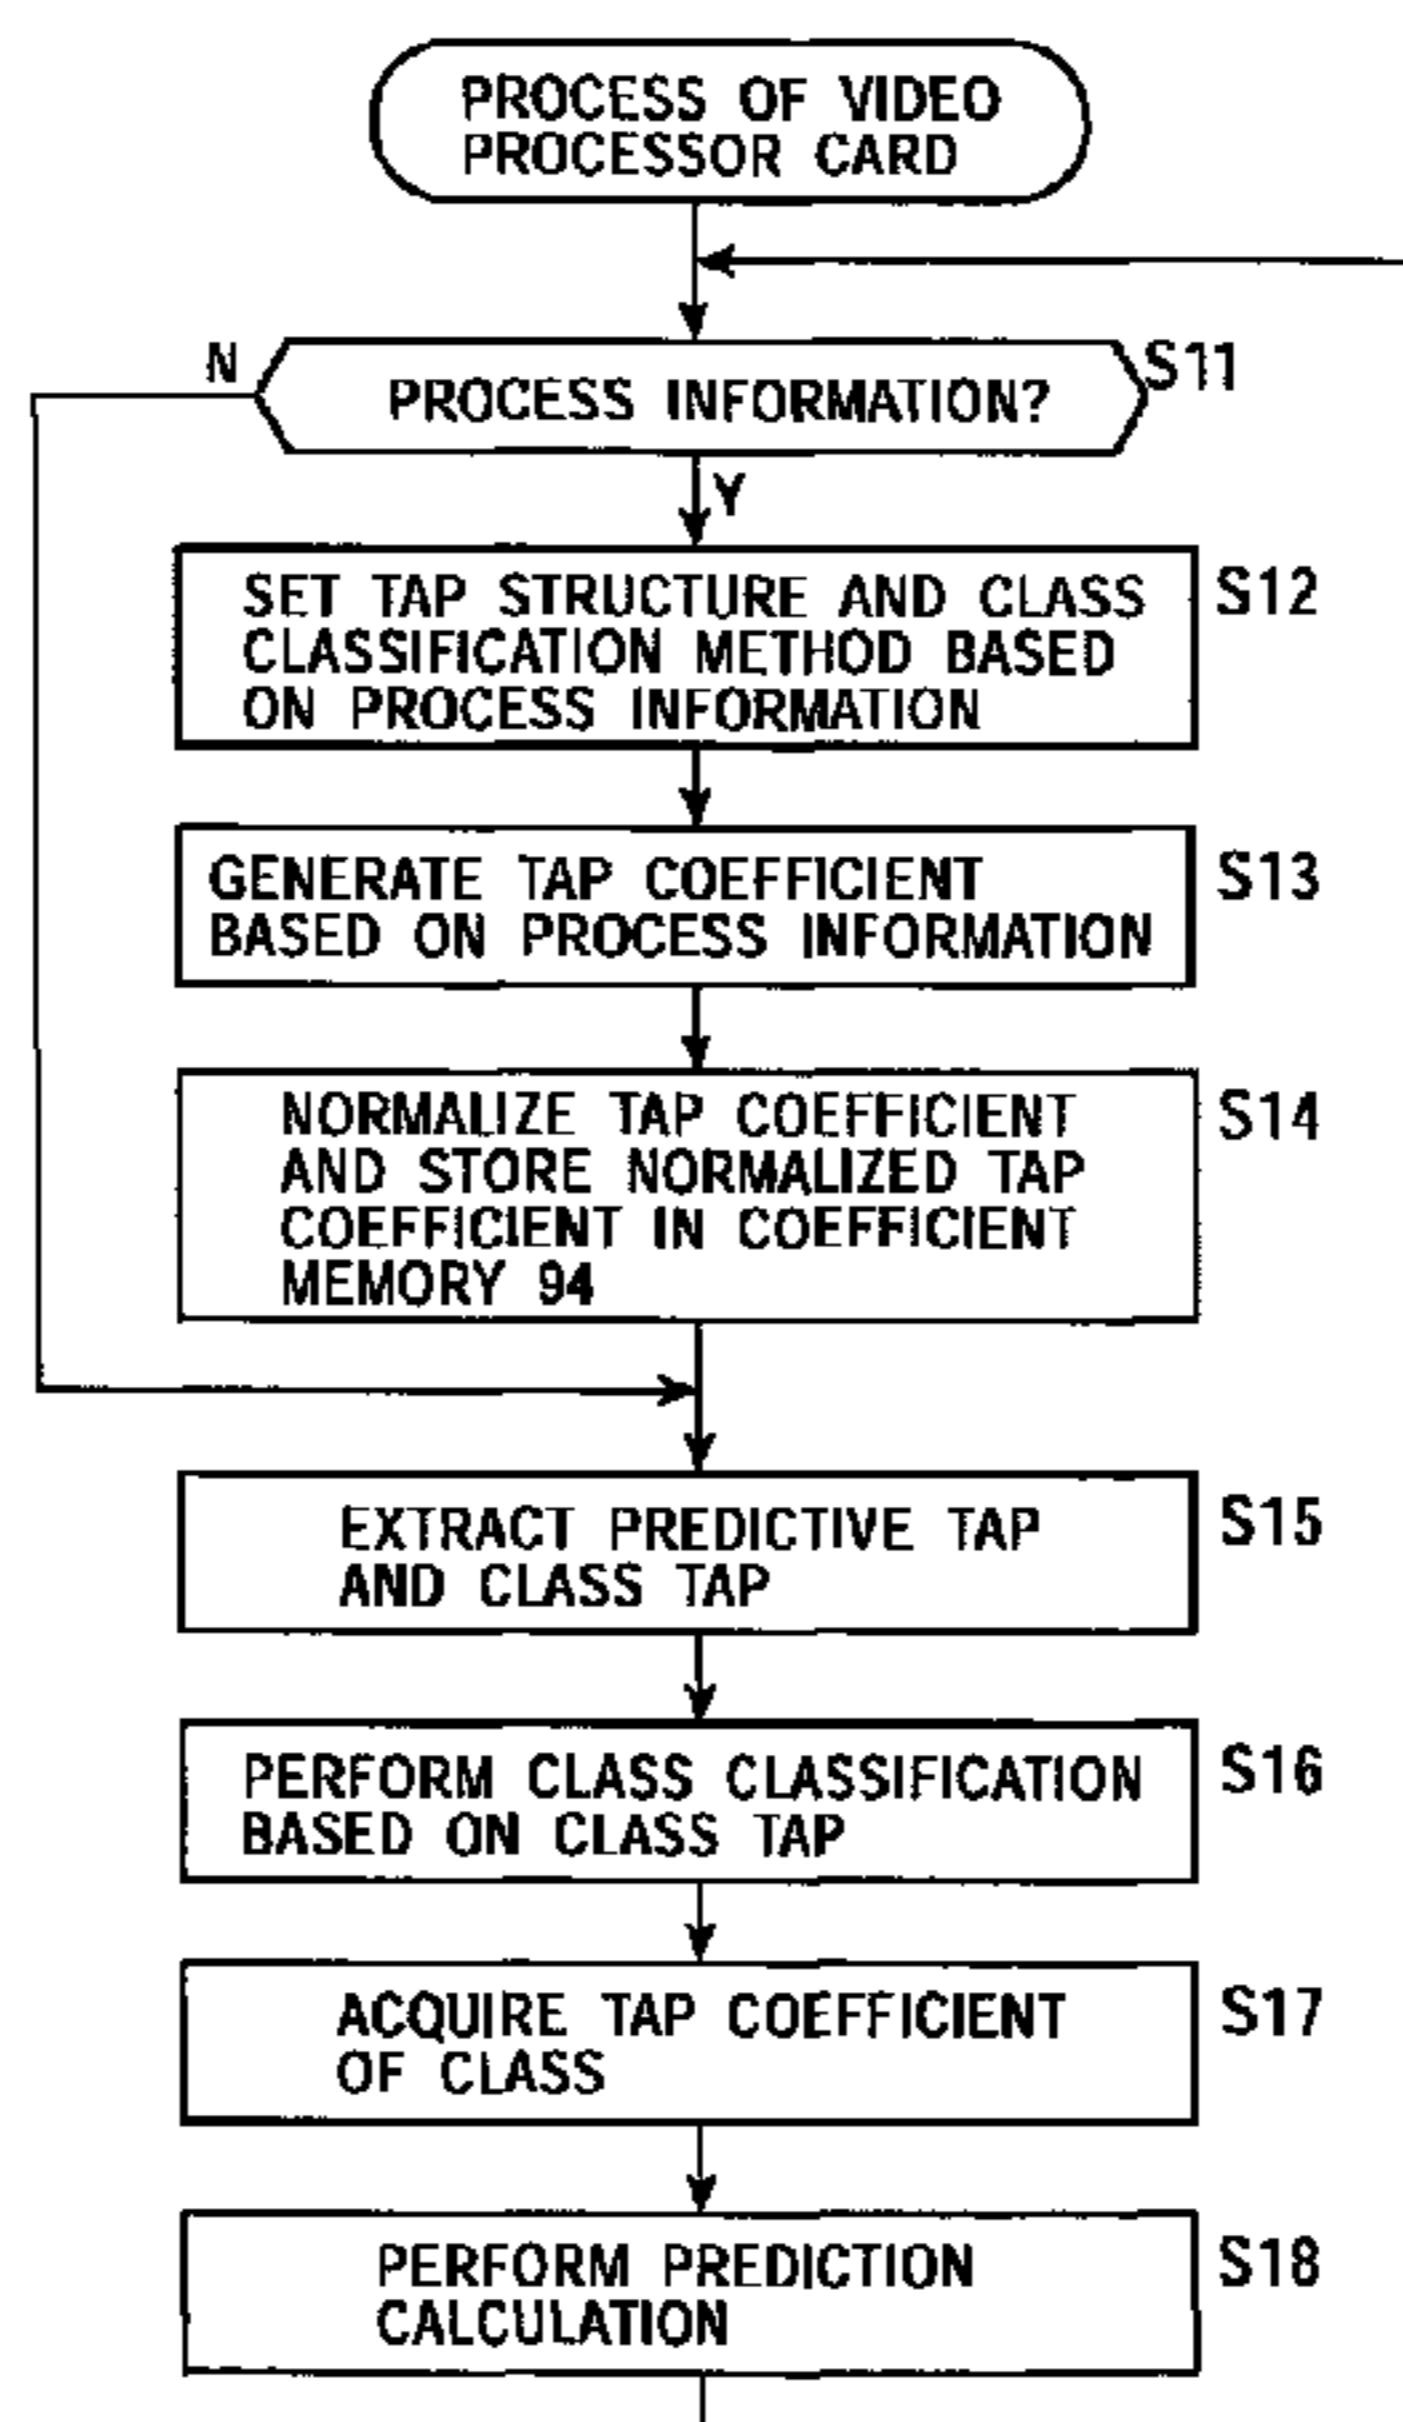 PROCESS OF VIDEO
PROCESSOR CARD
N
PROCESS INFORMATION?
S11
Y
SET TAP STRUCTURE AND CLASS
CLASSIFICATION METHOD BASED
ON PROCESS INFORMATION
S12
GENERATE TAP COEFFICIENT
BASED ON PROCESS INFORMATION
S13
NORMALIZE TAP COEFFICIENT
AND STORE NORMALIZED TAP
COEFFICIENT IN COEFFICIENT
MEMORY 94
S14
EXTRACT PREDICTIVE TAP
AND CLASS TAP
S15
PERFORM CLASS CLASSIFICATION
BASED ON CLASS TAP
S16
ACQUIRE TAP COEFFICIENT
OF CLASS
S17
PERFORM PREDICTION
CALCULATION
S18